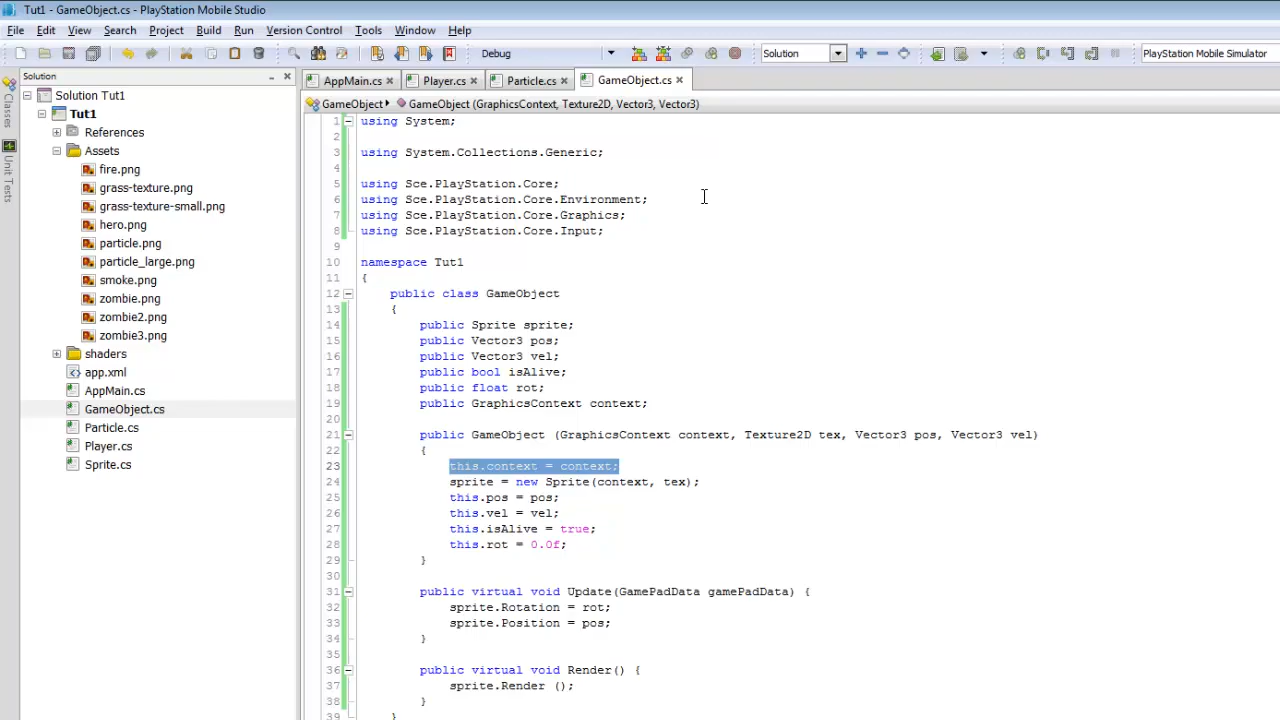 Tut1 - GameObject.cs - PlayStation Mobile Studio
File Edit View Search Project Build Run Version Control Tools Window Help
Debug Solution PlayStation Mobile Simulator
Solution
Classes
Unit Tests
Solution Tut1
Tut1
References
Assets
fire.png
grass-texture.png
grass-texture-small.png
hero.png
particle.png
particle_large.png
smoke.png
zombie.png
zombie2.png
zombie3.png
shaders
app.xml
AppMain.cs
GameObject.cs
Particle.cs
Player.cs
Sprite.cs
AppMain.cs Player.cs Particle.cs GameObject.cs
GameObject GameObject (GraphicsContext, Texture2D, Vector3, Vector3)
1 using System;
2
3 using System.Collections.Generic;
4
5 using Sce.PlayStation.Core;
6 using Sce.PlayStation.Core.Environment;
7 using Sce.PlayStation.Core.Graphics;
8 using Sce.PlayStation.Core.Input;
9
10 namespace Tut1
11 {
12 public class GameObject
13 {
14 public Sprite sprite;
15 public Vector3 pos;
16 public Vector3 vel;
17 public bool isAlive;
18 public float rot;
19 public GraphicsContext context;
20
21 public GameObject (GraphicsContext context, Texture2D tex, Vector3 pos, Vector3 vel)
22 {
23 this.context = context;
24 sprite = new Sprite(context, tex);
25 this.pos = pos;
26 this.vel = vel;
27 this.isAlive = true;
28 this.rot = 0.0f;
29 }
30
31 public virtual void Update(GamePadData gamePadData) {
32 sprite.Rotation = rot;
33 sprite.Position = pos;
34 }
35
36 public virtual void Render() {
37 sprite.Render ();
38 }
39 }